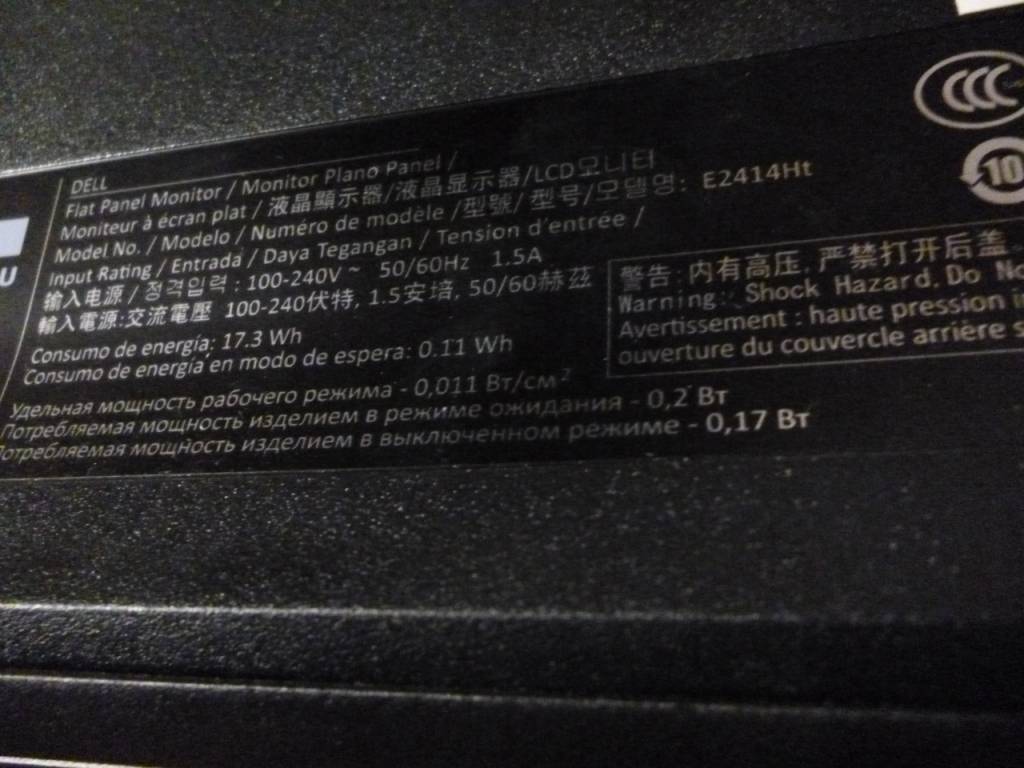 DELL
Flat Panel Monitor / Monitor Plano Panel /
Moniteur à écran plat / 液晶顯示器/液晶显示器/LCD모니터
Model No. / Modelo / Numéro de modèle /型號/ 型号/모델명: E2414Ht
Input Rating / Entrada / Daya Tegangan / Tension d'entrée /
输入电源 / 정격입력 : 100-240V ~ 50/60Hz 1.5A
輸入電源:交流電壓 100-240伏特, 1.5安培, 50/60赫茲
Consumo de energía: 17.3 Wh
Consumo de energía en modo de espera: 0.11 Wh
Удельная мощность рабочего режима - 0,011 Вт/см²
Потребляемая мощность изделием в режиме ожидания - 0,2 Вт
Потребляемая мощность изделием в выключенном режиме - 0,17 Вт
U
CCC
10
警告:内有高压, 严禁打开后盖
Warning: Shock Hazard. Do No
Avertissement : haute pression i
ouverture du couvercle arrière s